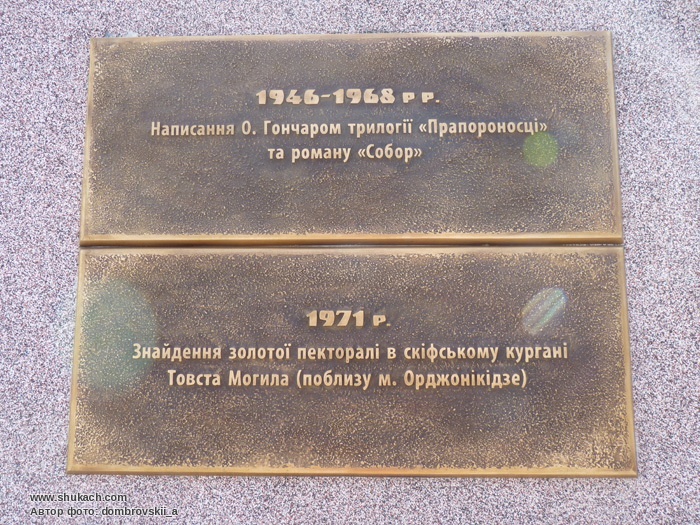 1946-1968 р р.
Написання О. Гончаром трилогії «Прапороносці»
та роману «Собор»
1971 р.
Знайдення золотої пекторалі в скіфському кургані
Товста Могила (поблизу м. Орджонікідзе)
www.shukach.com
Автор фото: dombrovskii_a